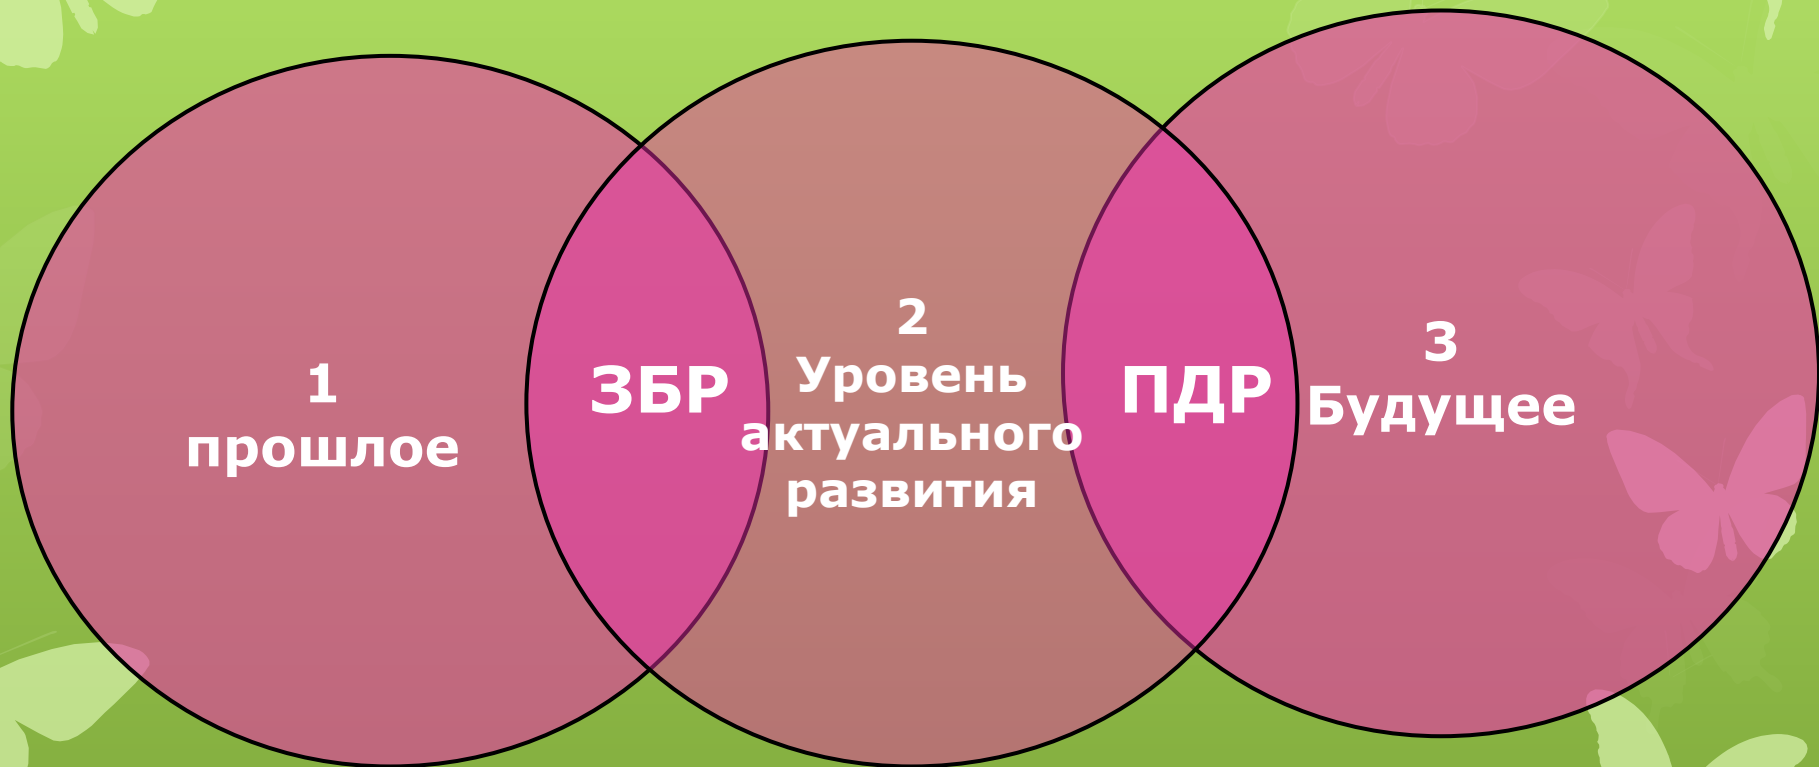 1
прошлое
ЗБР
2
Уровень
актуального
развития
ПДР
3
Будущее